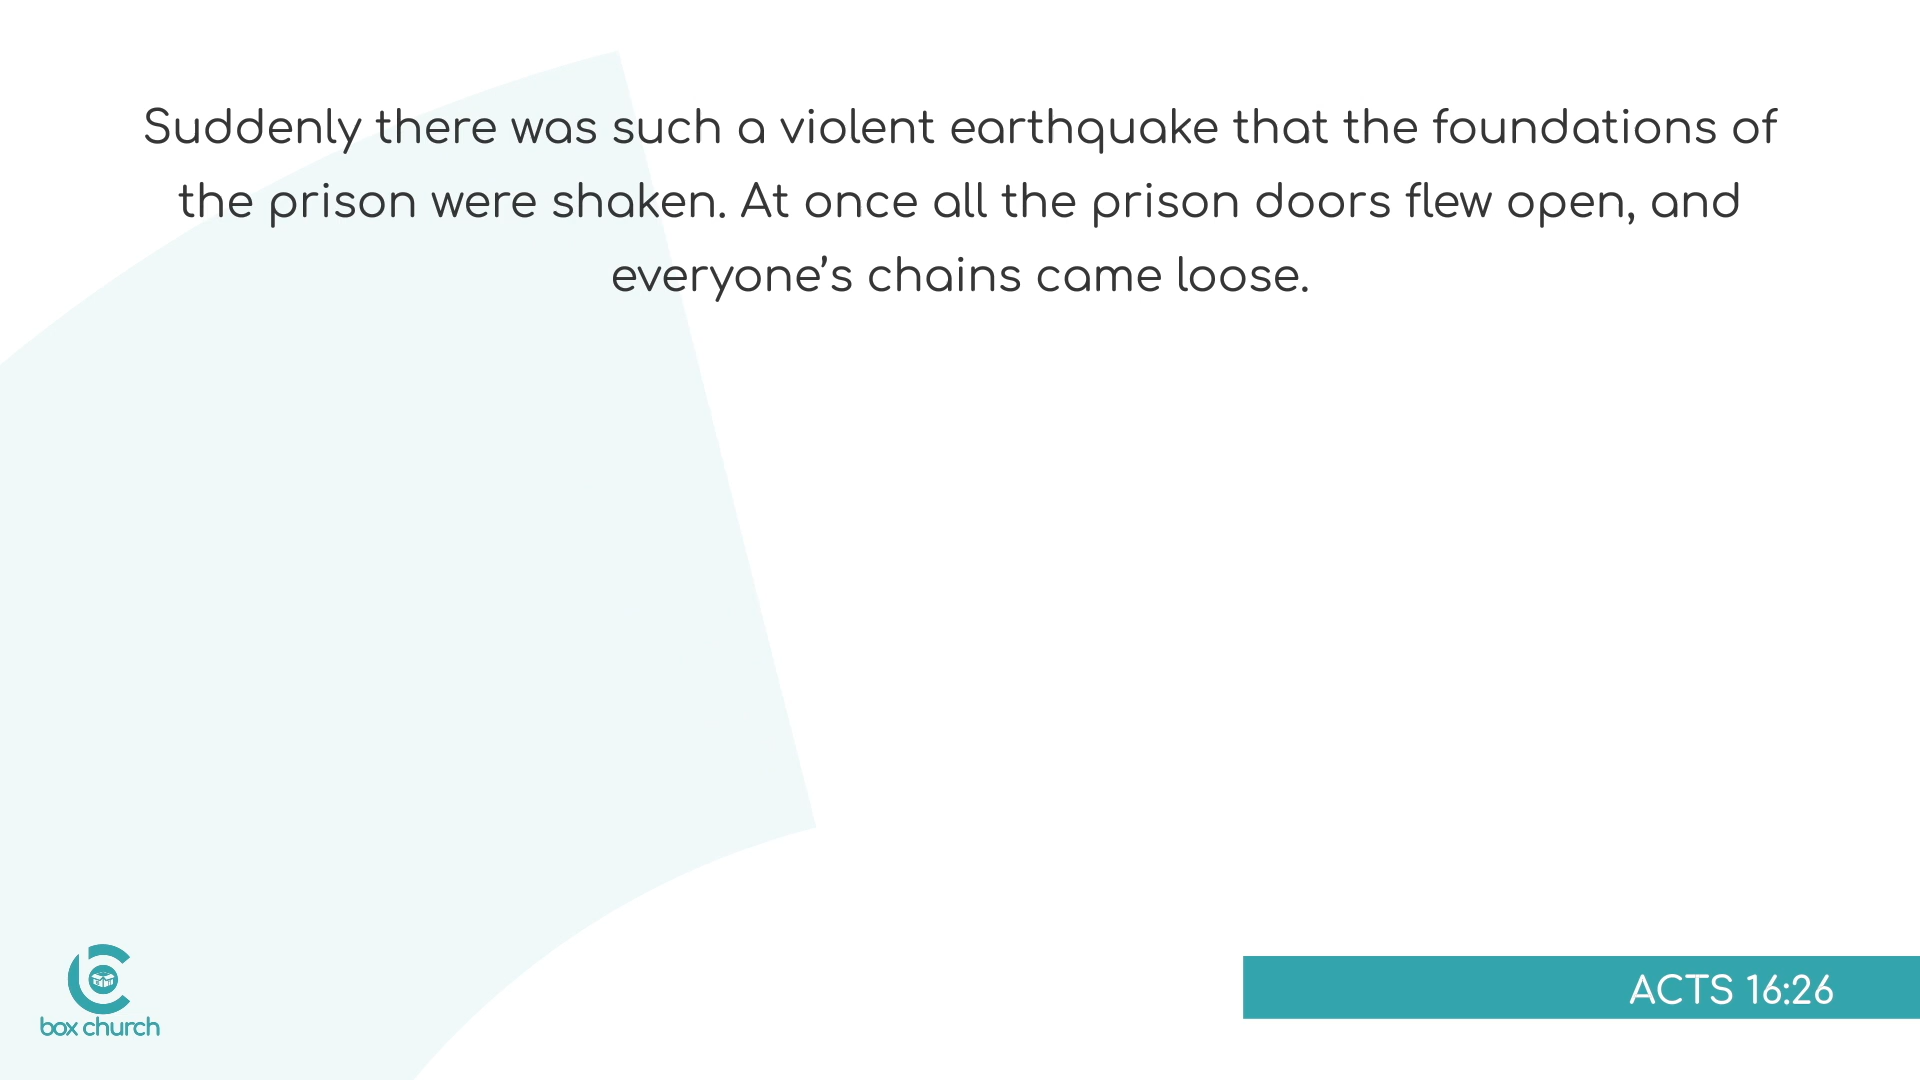 Suddenly there was such a violent earthquake that the foundations of
the prison were shaken. At once all the prison doors flew open, and
everyone’s chains came loose.
box church
ACTS 16:26